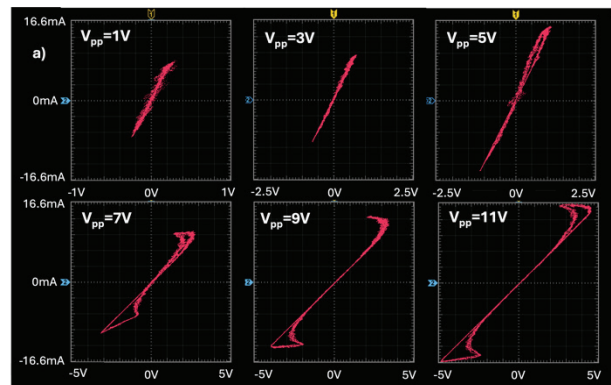 16.6mA
a)
Vpp=1V
Vpp=3V
Vpp=5V
0mA
-16.6mA
-1V 0V 1V
-2.5V 0V 2.5V
-2.5V 0V 2.5V
16.6mA
Vpp=7V
Vpp=9V
Vpp=11V
0mA
-16.6mA
5V 0V 5V
5V 0V 5V
5V 0V 5V